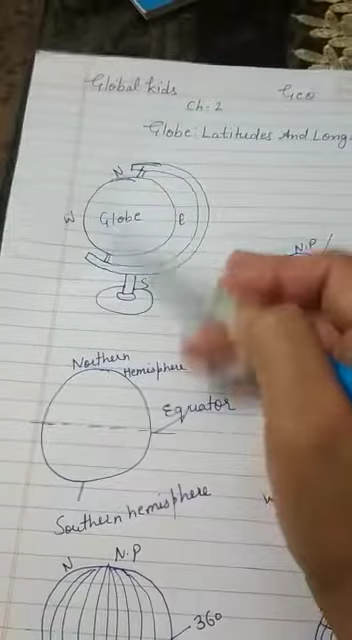 Global kids
Geo
Ch: 2
Globe: Latitudes And Long
N
W
Globe
E
S
N.P
Northern
Hemisphere
Equator
Southern hemisphere
W
N
N.P
360